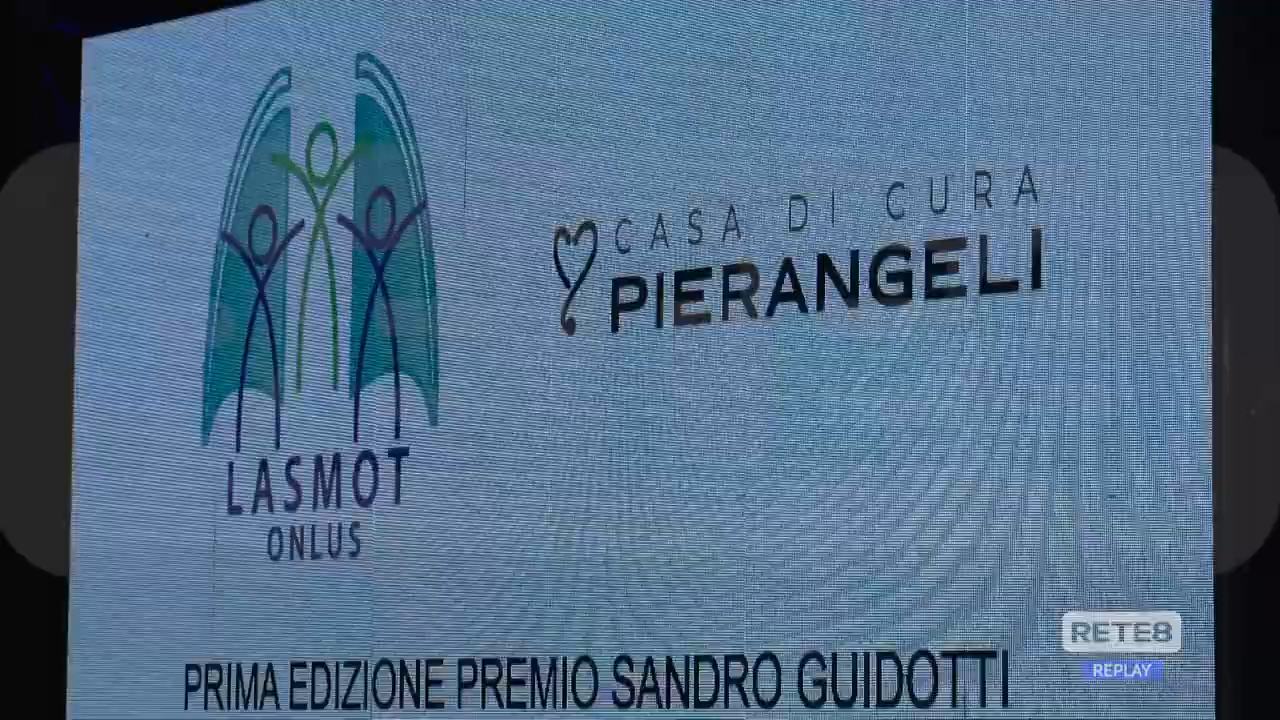 CASA DI CURA
PIERANGELI
LASMOT
ONLUS
PRIMA EDIZIONE PREMIO SANDRO GUIDOTTI
RETE8
REPLAY